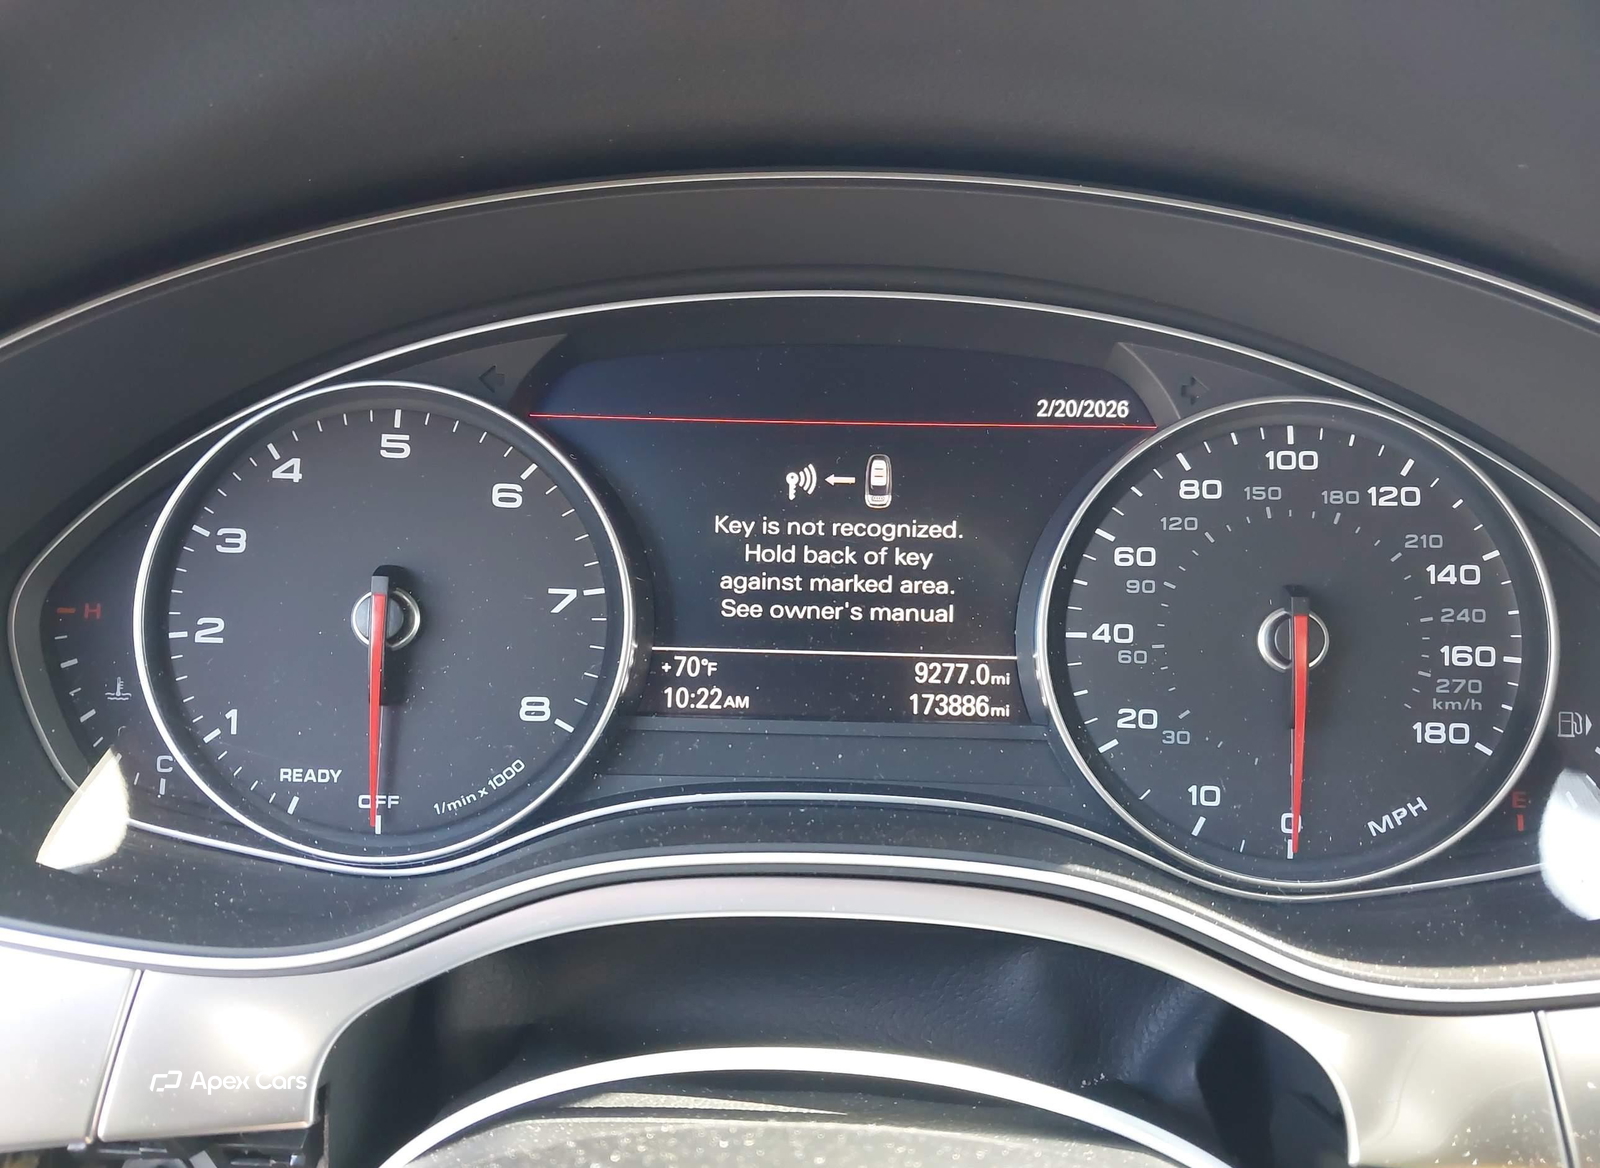 2/20/2026
Key is not recognized.
Hold back of key
against marked area.
See owner's manual
+70°F
9277.0mi
10:22AM
173886mi
1
2
3
4
5
6
7
8
READY
OFF
1/min x 1000
H
C
0
10
20
40
60
80
100
120
140
160
180
MPH
30
60
90
120
150
180
210
240
270
km/h
E
Apex Cars